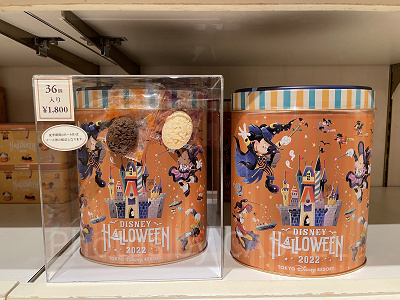 36個
入り
¥1,800
DISNEY
HALLOWEEN
2022
TOKYO DISNEY RESORT
DISNEY
HALLOWEEN
2022
TOKYO DISNEY RESORT
HALLOWEEN